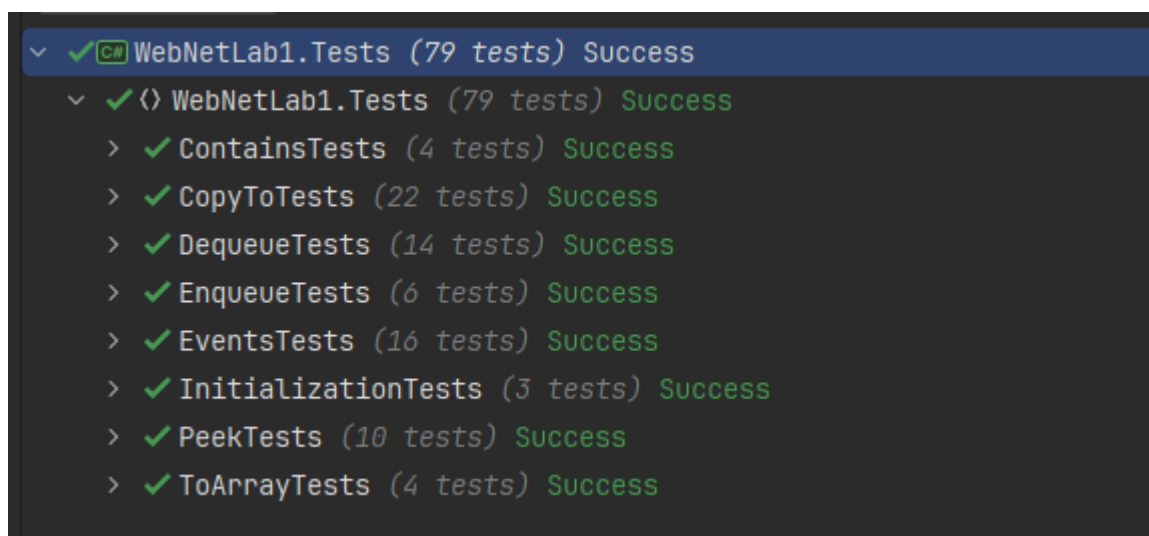 C# WebNetLab1.Tests (79 tests) Success
WebNetLab1.Tests (79 tests) Success
ContainsTests (4 tests) Success
CopyToTests (22 tests) Success
DequeueTests (14 tests) Success
EnqueueTests (6 tests) Success
EventsTests (16 tests) Success
InitializationTests (3 tests) Success
PeekTests (10 tests) Success
ToArrayTests (4 tests) Success